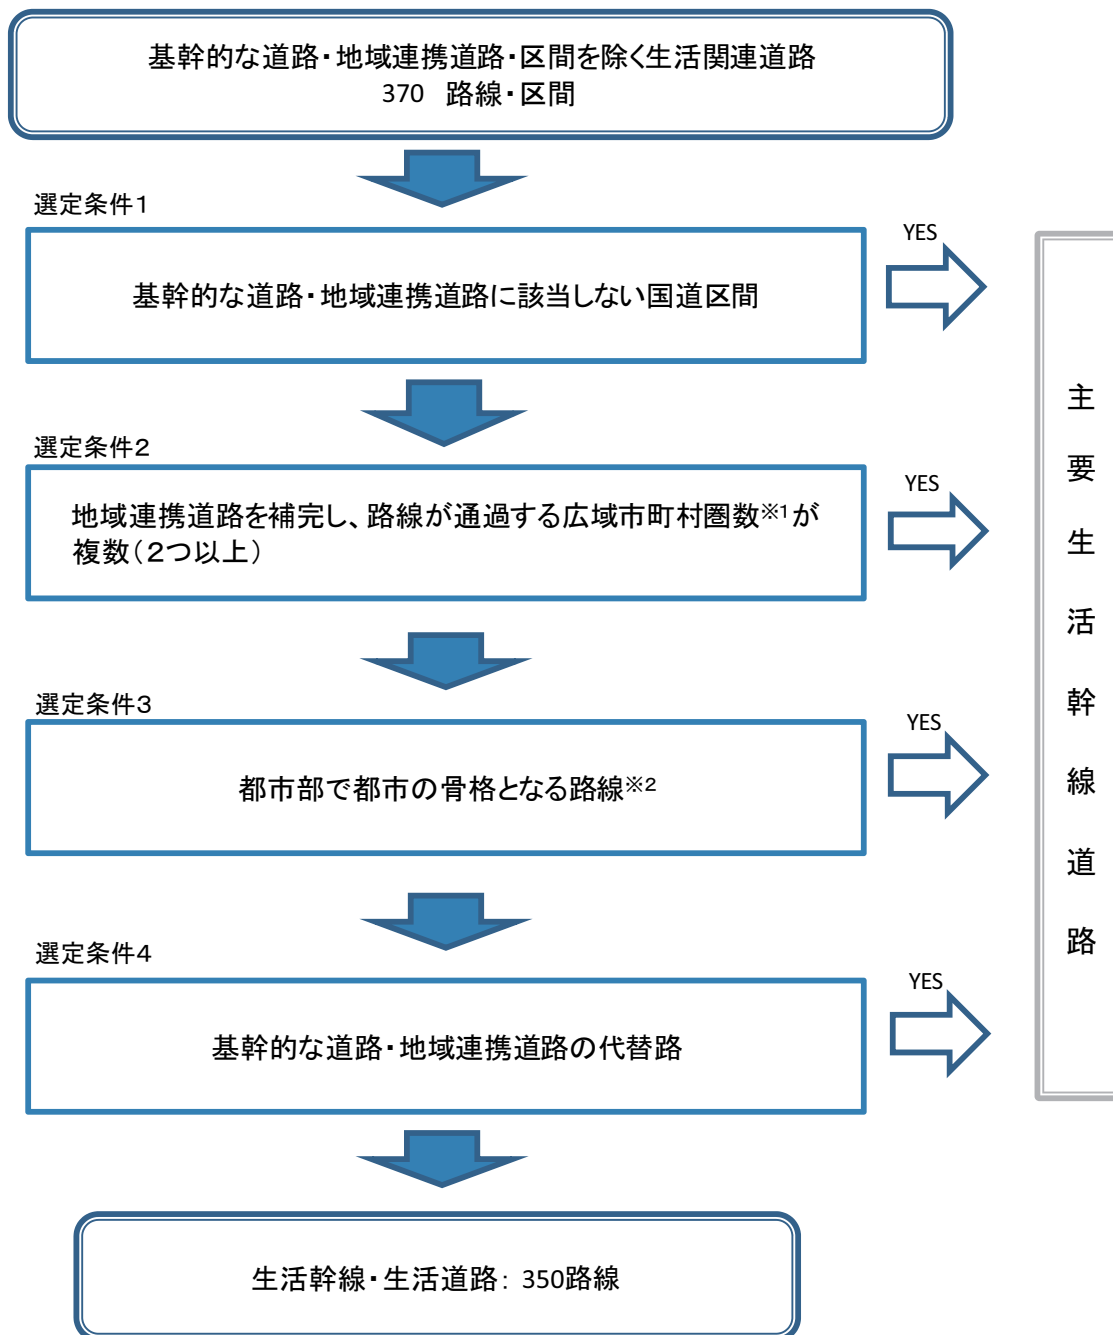 基幹的な道路・地域連携道路・区間を除く生活関連道路
370 路線・区間
選定条件１
YES
基幹的な道路・地域連携道路に該当しない国道区間
選定条件２
YES
地域連携道路を補完し、路線が通過する広域市町村圏数※1が
複数（２つ以上）
選定条件３
YES
都市部で都市の骨格となる路線※2
選定条件４
YES
基幹的な道路・地域連携道路の代替路
生活幹線・生活道路： 350路線
主要生活幹線道路